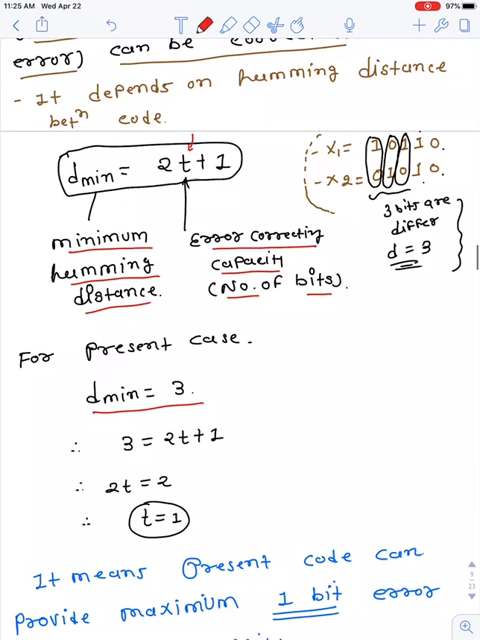 11:25 AM Wed Apr 22
97%
error) can be
- It depends on humming distance
betn code.
dmin = 2t + 1
- X1 = 1 0 1 1 0.
- X2 = 0 1 0 1 0.
3 bits are
differ
d = 3
minimum
humming
distance.
Error correcting
capacity
(No. of bits).
For Present case.
dmin = 3.
∴ 3 = 2t + 1
∴ 2t = 2
∴ t = 1
It means Present code can
provide maximum 1 bit error
9
23